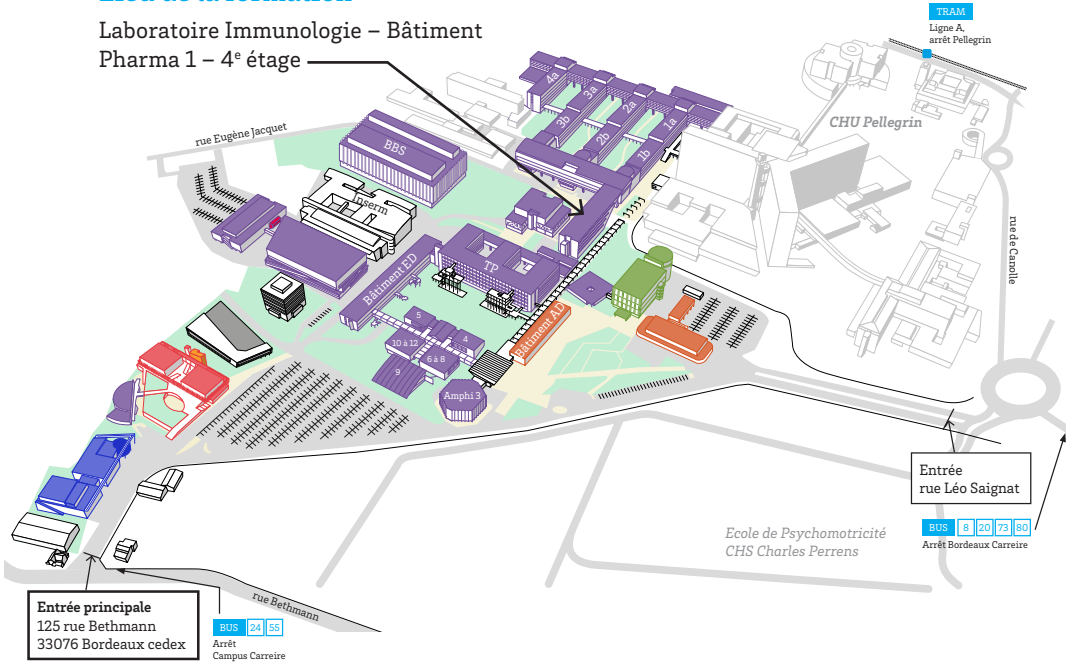 Laboratoire Immunologie – Bâtiment
Pharma 1 – 4e étage
TRAM
Ligne A,
arrêt Pellegrin
CHU Pellegrin
rue Eugène Jacquet
rue de Canolle
4a
3a
2a
1a
3b
2b
1b
BBS
Inserm
TP
Bâtiment ED
Bâtiment AD
5
4
10 à 12
6 à 8
9
Amphi 3
Entrée
rue Léo Saignat
BUS 8 20 73 80
Arrêt Bordeaux Carreire
Ecole de Psychomotricité
CHS Charles Perrens
rue Bethmann
Entrée principale
125 rue Bethmann
33076 Bordeaux cedex
BUS 24 55
Arrêt
Campus Carreire